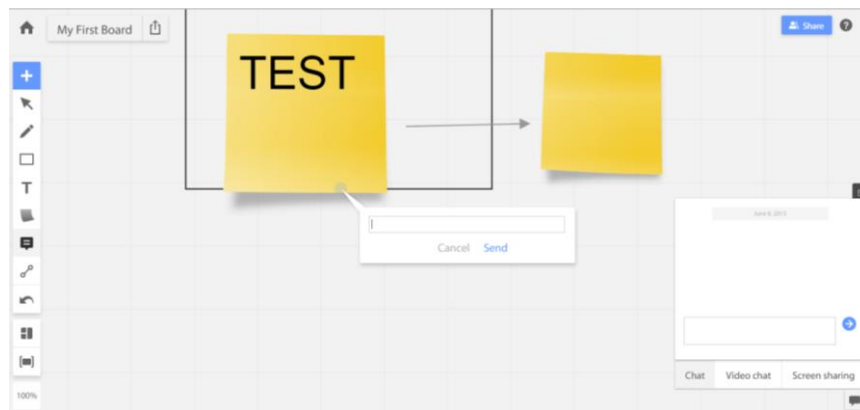 My First Board
Share
TEST
Cancel Send
June 8, 2015
Chat Video chat Screen sharing
100%